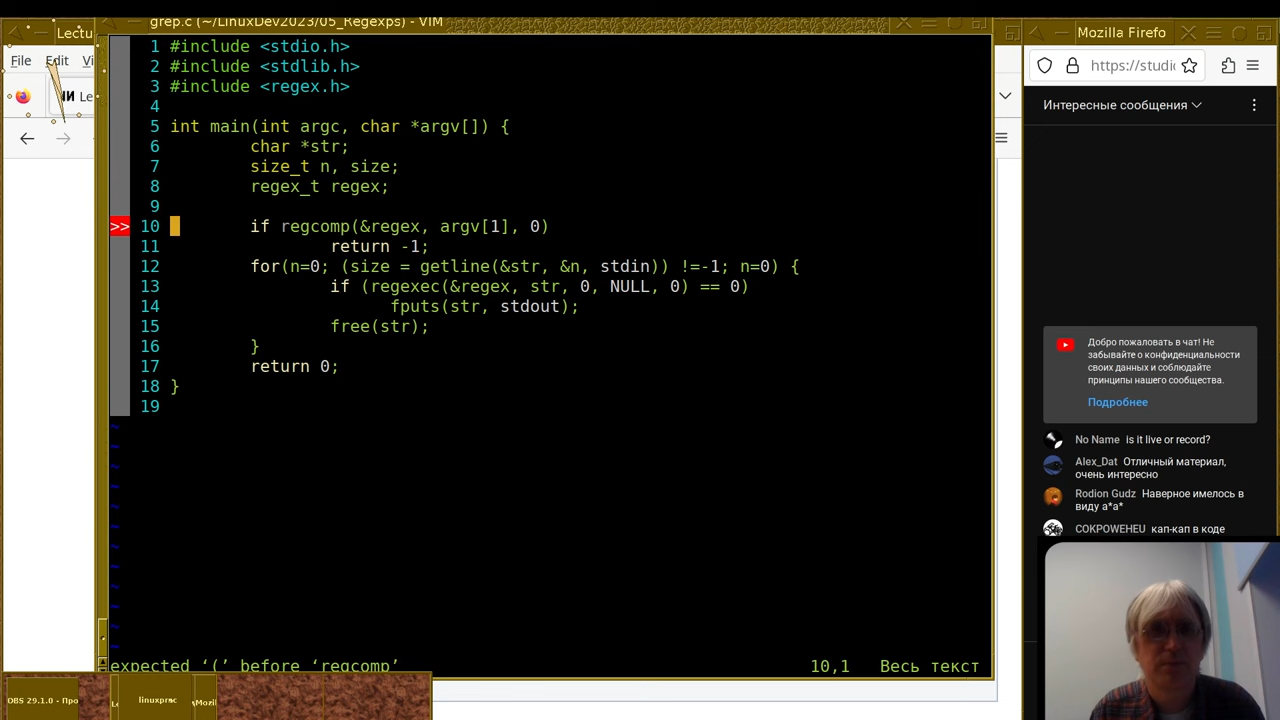 Lectu
grep.c (~/LinuxDev2023/05_Regexps) - VIM
Mozilla Firefo
File Edit Vi
https://studi
Le
Интересные сообщения
1 #include <stdio.h>
2 #include <stdlib.h>
3 #include <regex.h>
4
5 int main(int argc, char *argv[]) {
6 char *str;
7 size_t n, size;
8 regex_t regex;
9
>> 10 if regcomp(&regex, argv[1], 0)
11 return -1;
12 for(n=0; (size = getline(&str, &n, stdin)) !=-1; n=0) {
13 if (regexec(&regex, str, 0, NULL, 0) == 0)
14 fputs(str, stdout);
15 free(str);
16 }
17 return 0;
18 }
19
~
~
~
~
~
~
~
~
~
~
~
~
expected ‘(’ before ‘regcomp’ 10,1 Весь текст
Добро пожаловать в чат! Не
забывайте о конфиденциальности
своих данных и соблюдайте
принципы нашего сообщества.
Подробнее
No Name is it live or record?
Alex_Dat Отличный материал,
очень интересно
Rodion Gudz Наверное имелось в
виду a*a*
COKPOWEHEU кап-кап в коде
OBS 29.1.0 - Про
linuxprac
Mozil